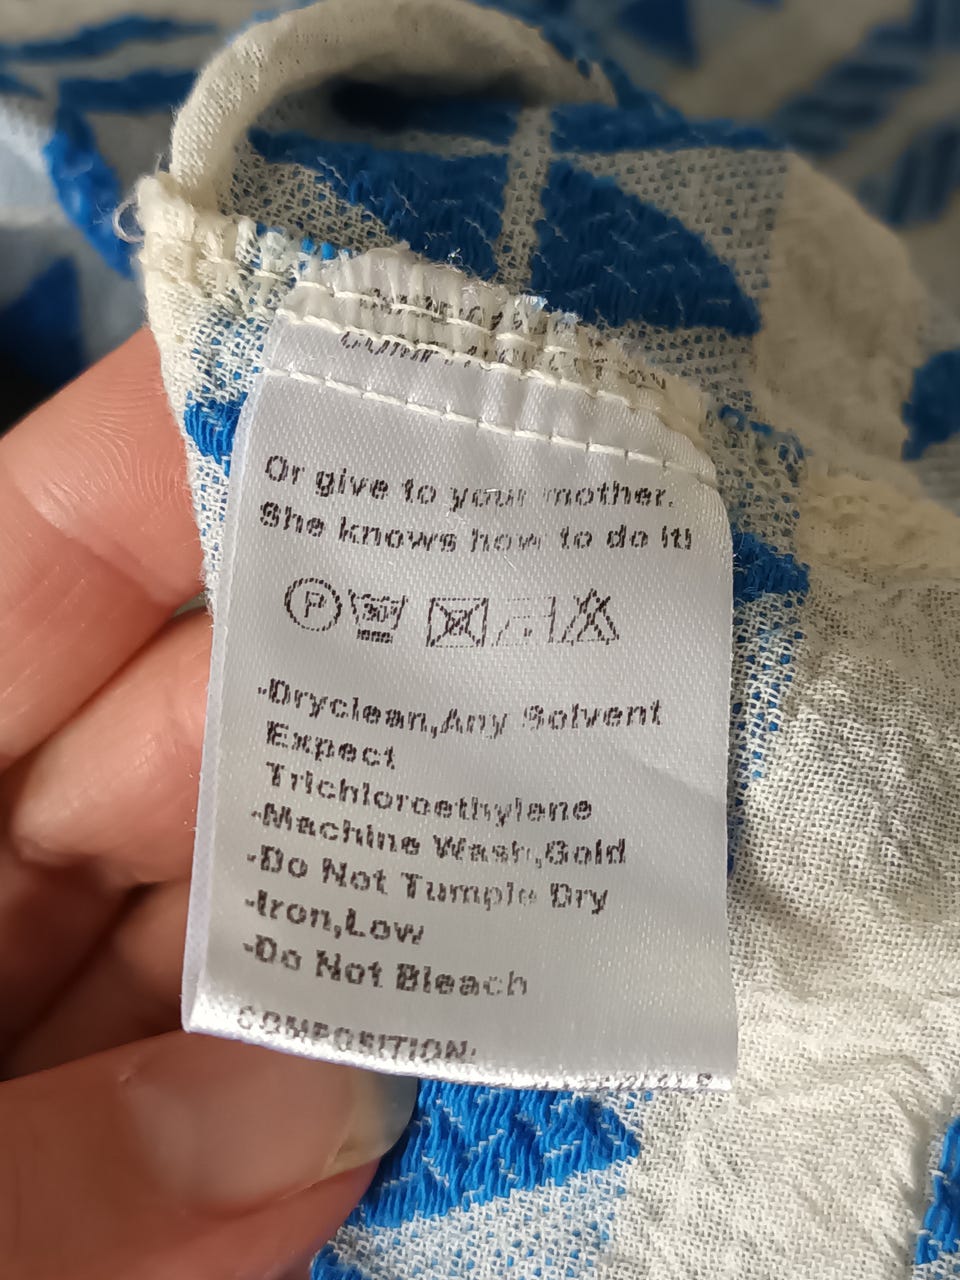 Or give to your mother.
She knows how to do it!
P 30
-Dryclean,Any Solvent
Expect
Trichloroethylene
-Machine Wash,Cold
-Do Not Tumple Dry
-Iron,Low
-Do Not Bleach
COMPOSITION: